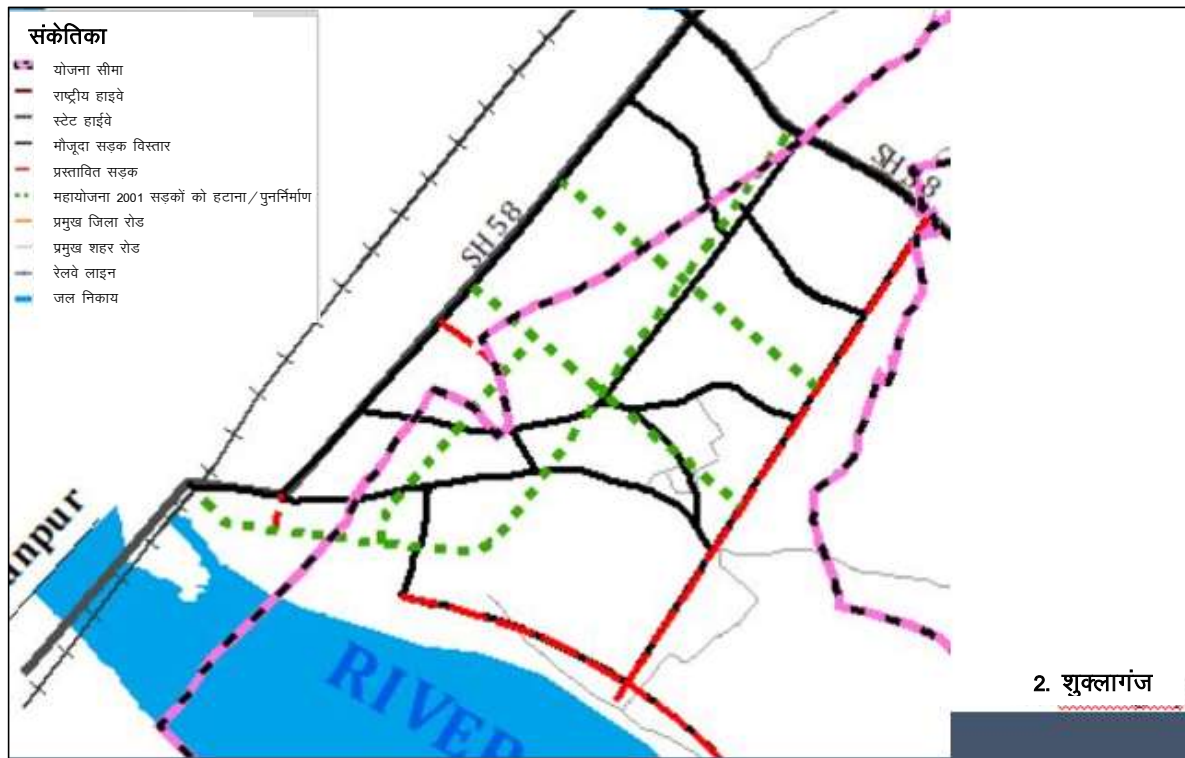 संकेतिका
योजना सीमा
राष्ट्रीय हाइवे
स्टेट हाईवे
मौजूदा सड़क विस्तार
प्रस्तावित सड़क
महायोजना 2001 सड़कों को हटाना/पुनर्निर्माण
प्रमुख जिला रोड
प्रमुख शहर रोड
रेलवे लाइन
जल निकाय
SH 58
SH 58
anpur
RIVER
2. शुक्लागंज